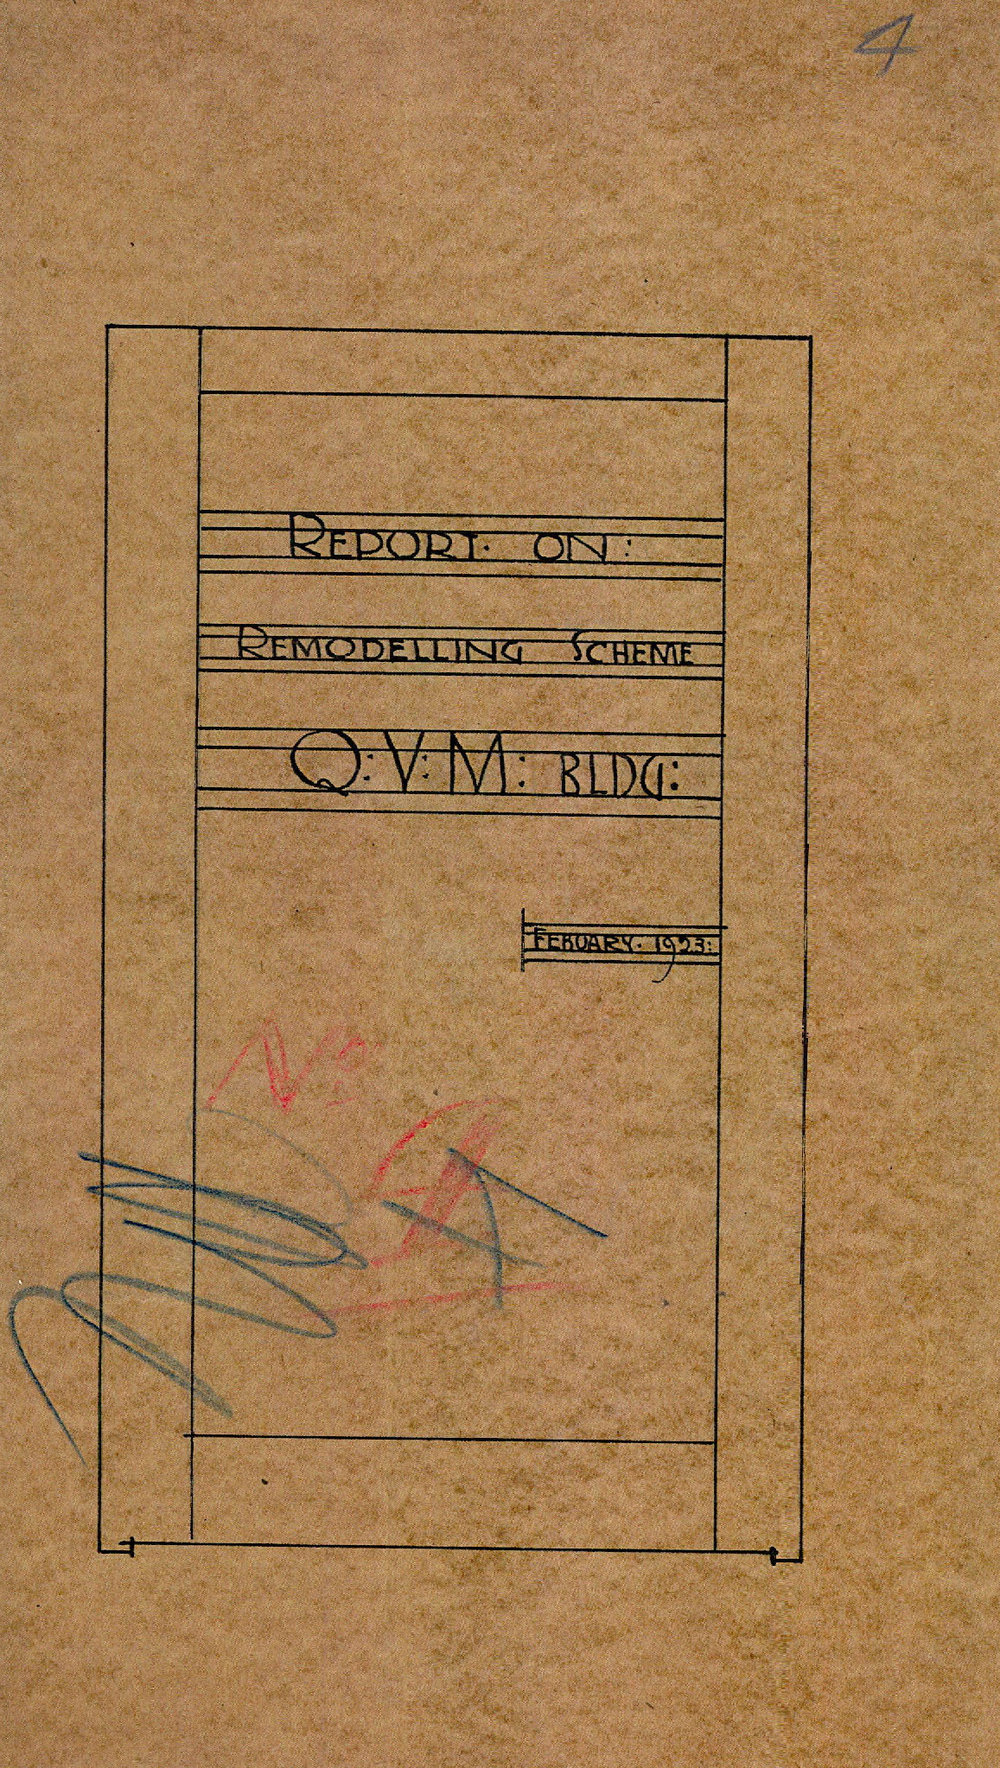 4
REPORT. ON:
REMODELLING SCHEME
Q: V: M: BLDG:
FEBUARY. 1923:
No